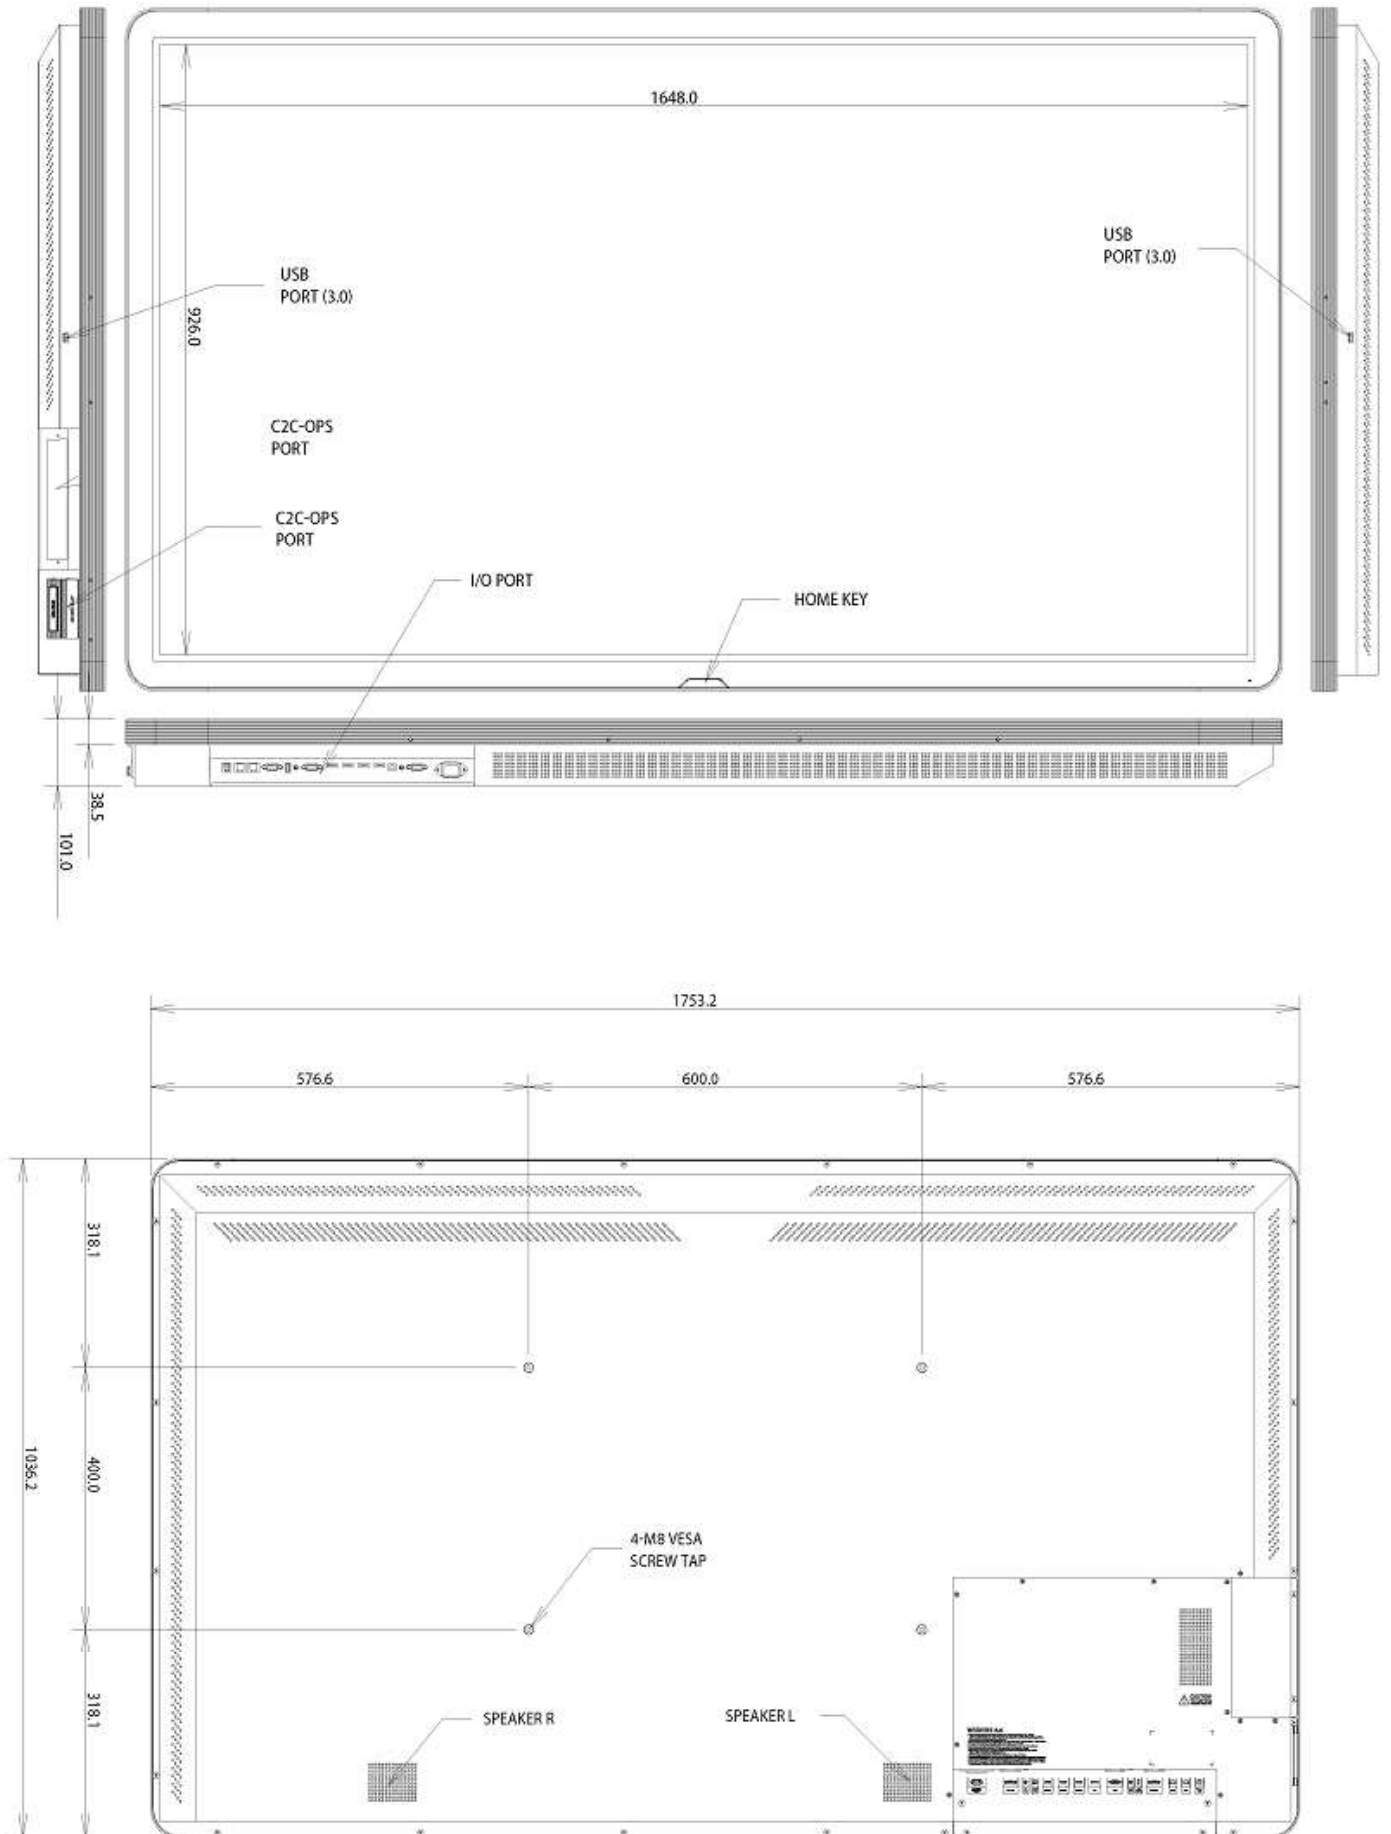 1648.0
USB
PORT (3.0)
USB
PORT (3.0)
926.0
C2C-OPS
PORT
C2C-OPS
PORT
I/O PORT
HOME KEY
38.5
101.0
1753.2
576.6
600.0
576.6
318.1
400.0
1036.2
4-M8 VESA
SCREW TAP
318.1
SPEAKER R
SPEAKER L